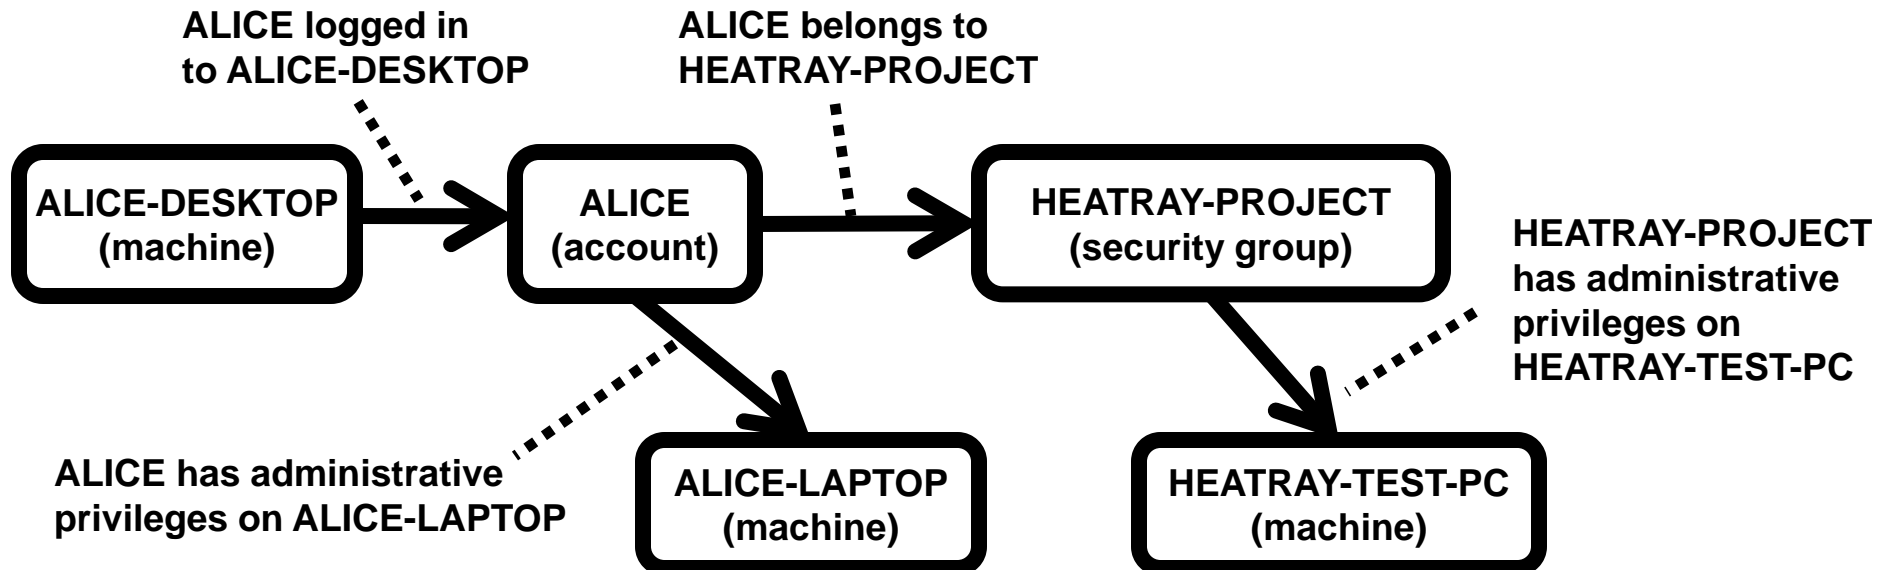 ALICE logged in
to ALICE-DESKTOP
ALICE belongs to
HEATRAY-PROJECT
ALICE-DESKTOP
(machine)
ALICE
(account)
HEATRAY-PROJECT
(security group)
HEATRAY-PROJECT
has administrative
privileges on
HEATRAY-TEST-PC
ALICE has administrative
privileges on ALICE-LAPTOP
ALICE-LAPTOP
(machine)
HEATRAY-TEST-PC
(machine)